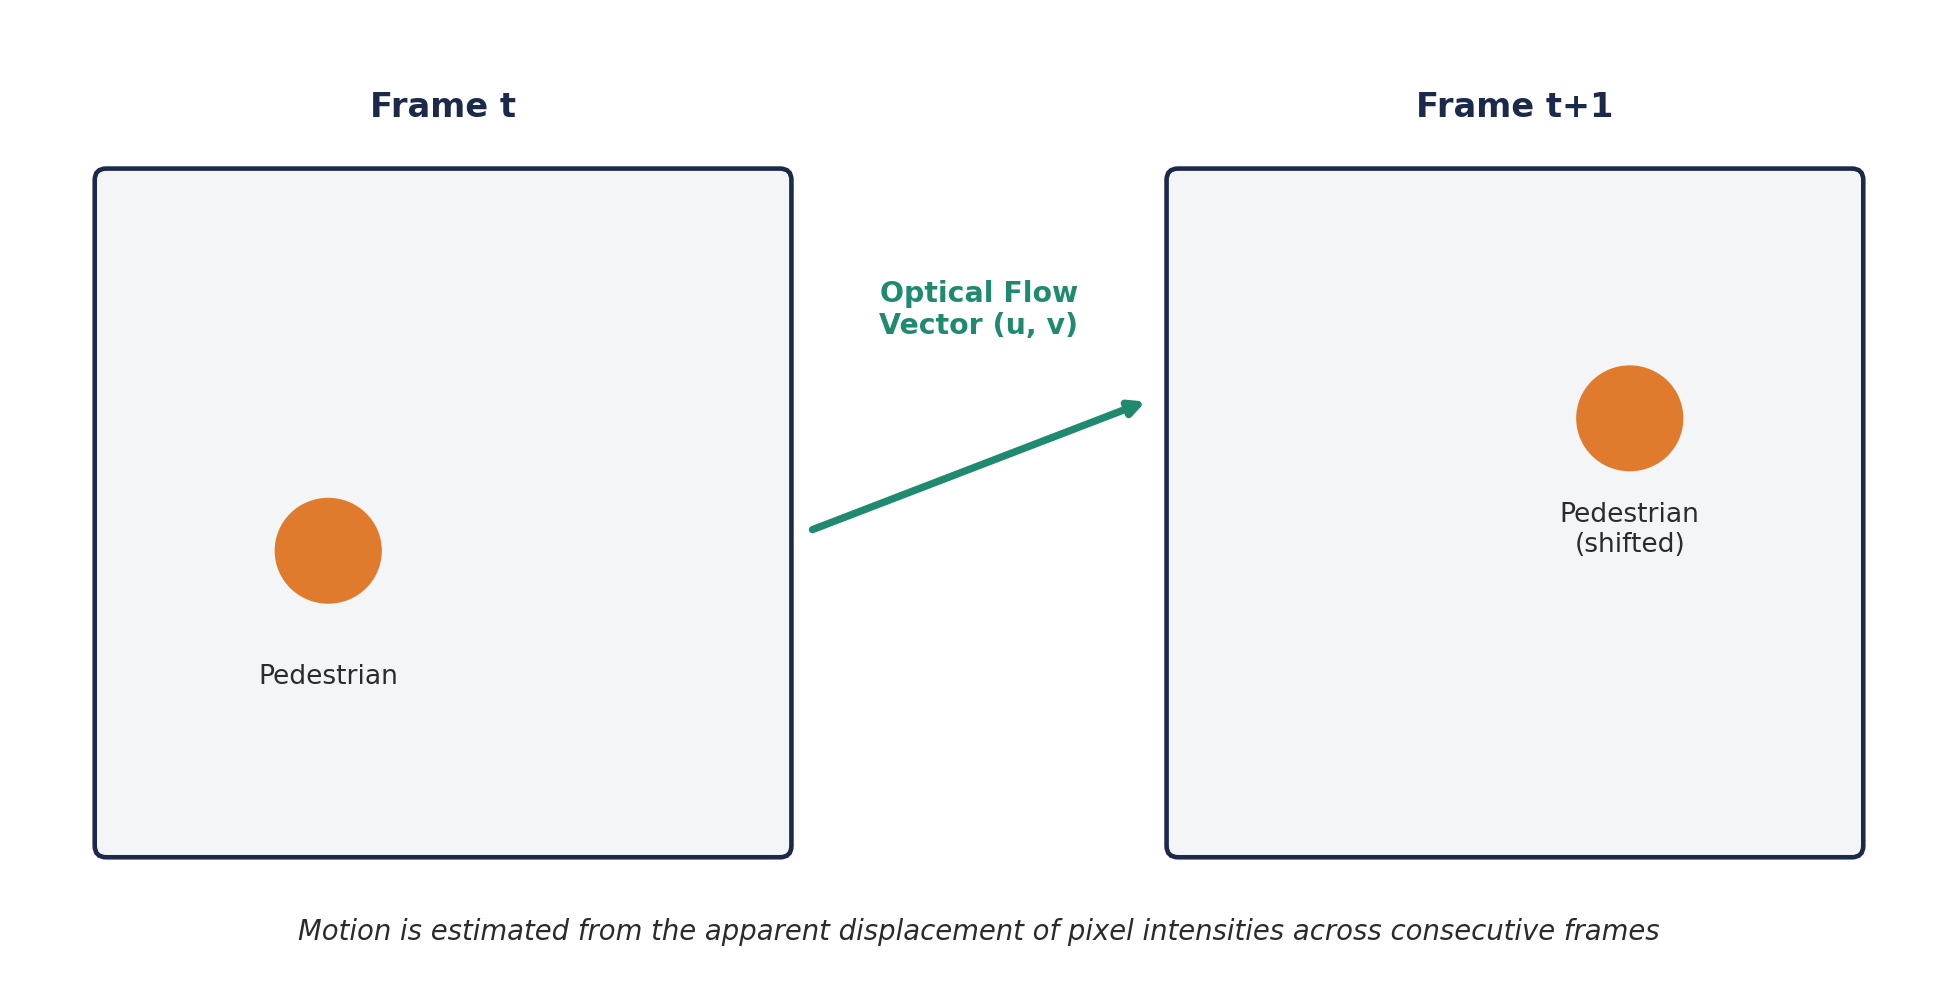 Frame t
Frame t+1
Optical Flow
Vector (u, v)
Pedestrian
(shifted)
Pedestrian
Motion is estimated from the apparent displacement of pixel intensities across consecutive frames